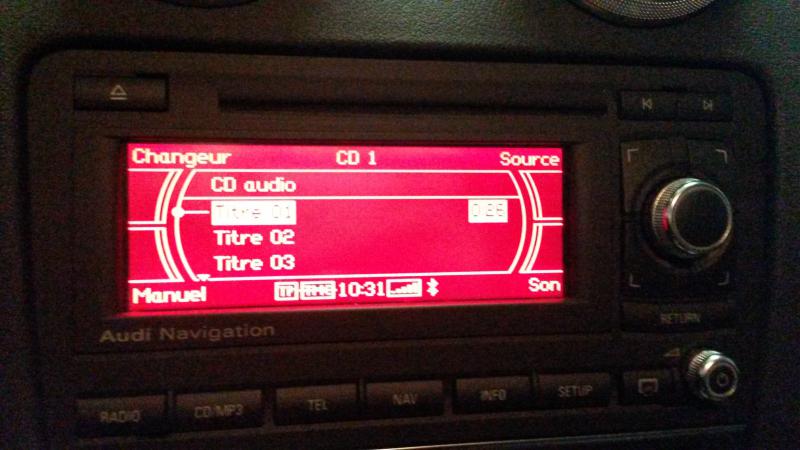 Changeur CD 1 Source
CD audio
Titre 01
Titre 02
Titre 03
Manuel TP TMC 10:31 Son
Audi Navigation
RETURN
RADIO CD/MP3 TEL NAV INFO SETUP